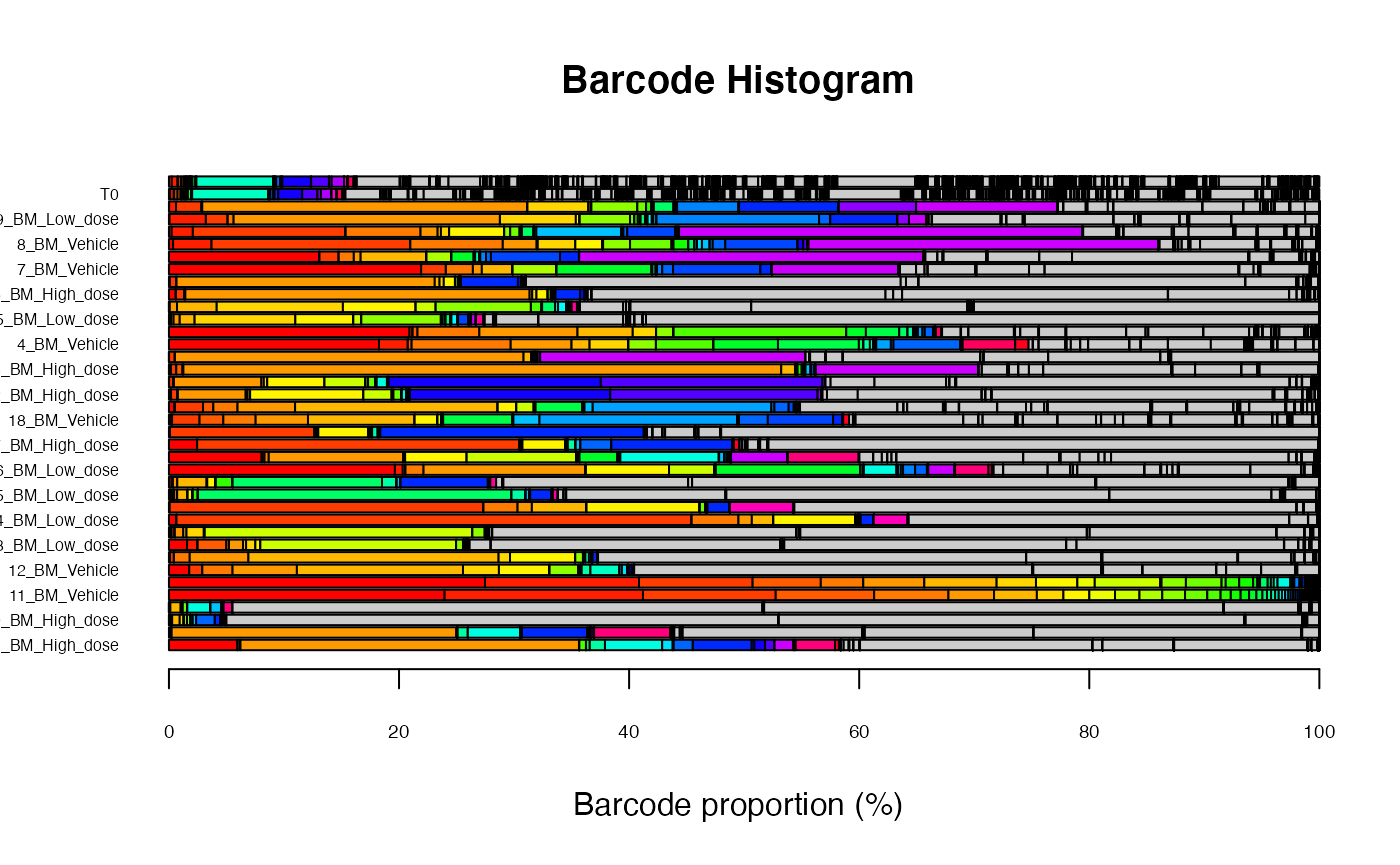 Barcode Histogram
T0
9_BM_Low_dose
8_BM_Vehicle
7_BM_Vehicle
_BM_High_dose
5_BM_Low_dose
4_BM_Vehicle
_BM_High_dose
_BM_High_dose
18_BM_Vehicle
_BM_High_dose
6_BM_Low_dose
5_BM_Low_dose
4_BM_Low_dose
3_BM_Low_dose
12_BM_Vehicle
11_BM_Vehicle
_BM_High_dose
_BM_High_dose
0 20 40 60 80 100
Barcode proportion (%)